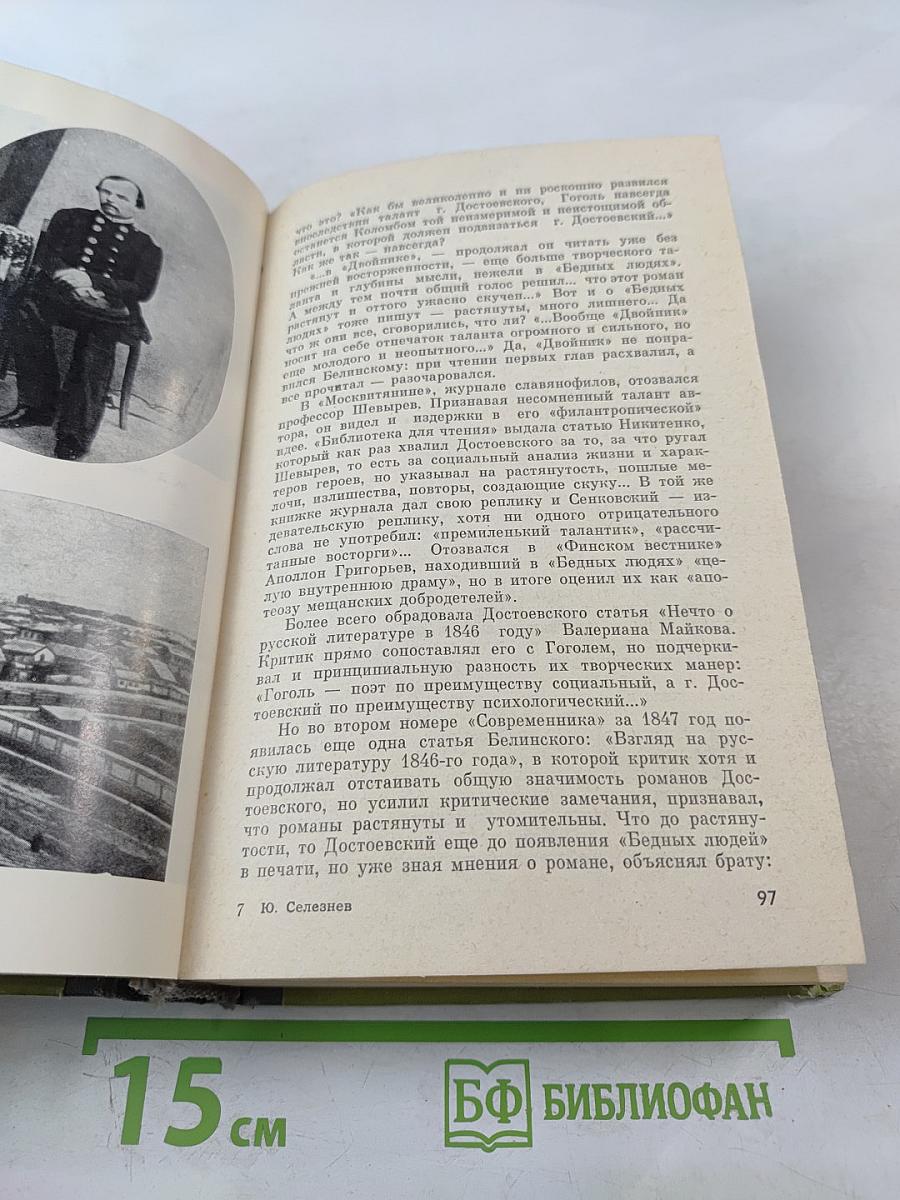 что это? «Как бы великолепно и ни роскошно развился
впоследствии талант г. Достоевского, Гоголь навсегда
останется Коломбом той неизмеримой и неистощимой об-
ласти, в которой должен подвизаться г. Достоевский...»
Как же так — навсегда?
«...в «Двойнике», — продолжал он читать уже без
прежней восторженности, — еще больше творческого та-
ланта и глубины мысли, нежели в «Бедных людях».
А между тем почти общий голос решил... что этот роман
растянут и оттого ужасно скучен...» Вот и о «Бедных
людях» тоже пишут — растянуты, много лишнего... Да
что ж они все, сговорились, что ли? «...Вообще «Двойник»
носит на себе отпечаток таланта огромного и сильного, но
еще молодого и неопытного...» Да, «Двойник» не понра-
вился Белинскому: при чтении первых глав расхвалил, а
все прочитал — разочаровался.
В «Москвитянине», журнале славянофилов, отозвался
профессор Шевырев. Признавая несомненный талант ав-
тора, он видел и издержки в его «филантропической»
идее. «Библиотека для чтения» выдала статью Никитенко,
который как раз хвалил Достоевского за то, за что ругал
Шевырев, то есть за социальный анализ жизни и харак-
теров героев, но указывал на растянутость, пошлые ме-
лочи, излишества, повторы, создающие скуку... В той же
книжке журнала дал свою реплику и Сенковский — из-
девательскую реплику, хотя ни одного отрицательного
слова не употребил: «премиленький талантик», «рассчи-
танные восторги»... Отозвался в «Финском вестнике»
Аполлон Григорьев, находивший в «Бедных людях» «це-
лую внутреннюю драму», но в итоге оценил их как «апо-
теозу мещанских добродетелей».
Более всего обрадовала Достоевского статья «Нечто о
русской литературе в 1846 году» Валериана Майкова.
Критик прямо сопоставлял его с Гоголем, но подчерки-
вал и принципиальную разность их творческих манер:
«Гоголь — поэт по преимуществу социальный, а г. Дос-
тоевский по преимуществу психологический...»
Но во втором номере «Современника» за 1847 год по-
явилась еще одна статья Белинского: «Взгляд на рус-
скую литературу 1846-го года», в которой критик хотя и
продолжал отстаивать общую значимость романов Дос-
тоевского, но усилил критические замечания, признавал,
что романы растянуты и утомительны. Что до растяну-
тости, то Достоевский еще до появления «Бедных людей»
в печати, но уже зная мнения о романе, объяснял брату:
7 Ю. Селезнев
97
15 см
БФ БИБЛИОФАН